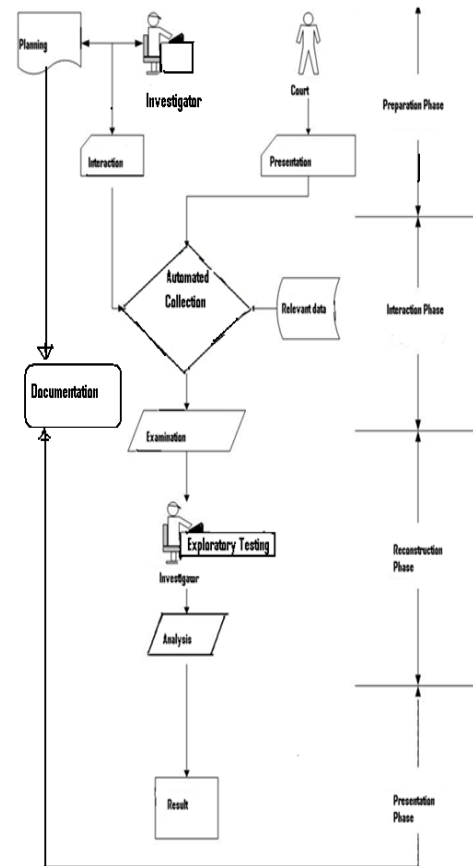 Planning
Investigator
Court
Preparation Phase
Interaction
Presentation
Automated
Collection
Relevant data
Interaction Phase
Documentation
Examination
Exploratory Testing
Investigator
Reconstruction
Phase
Analysis
Result
Presentation
Phase